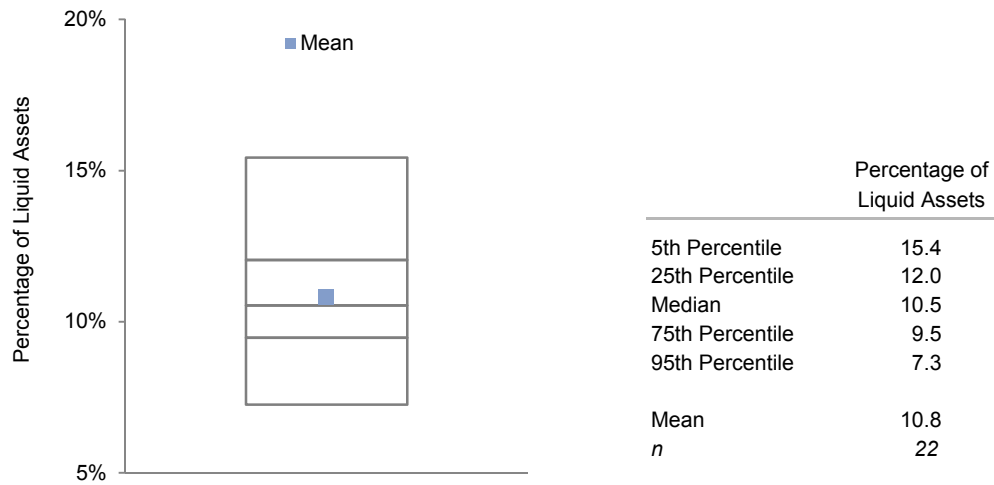 20%
Mean
15%
10%
5%
Percentage of Liquid Assets
Percentage of
Liquid Assets
5th Percentile 15.4
25th Percentile 12.0
Median 10.5
75th Percentile 9.5
95th Percentile 7.3
Mean 10.8
n 22